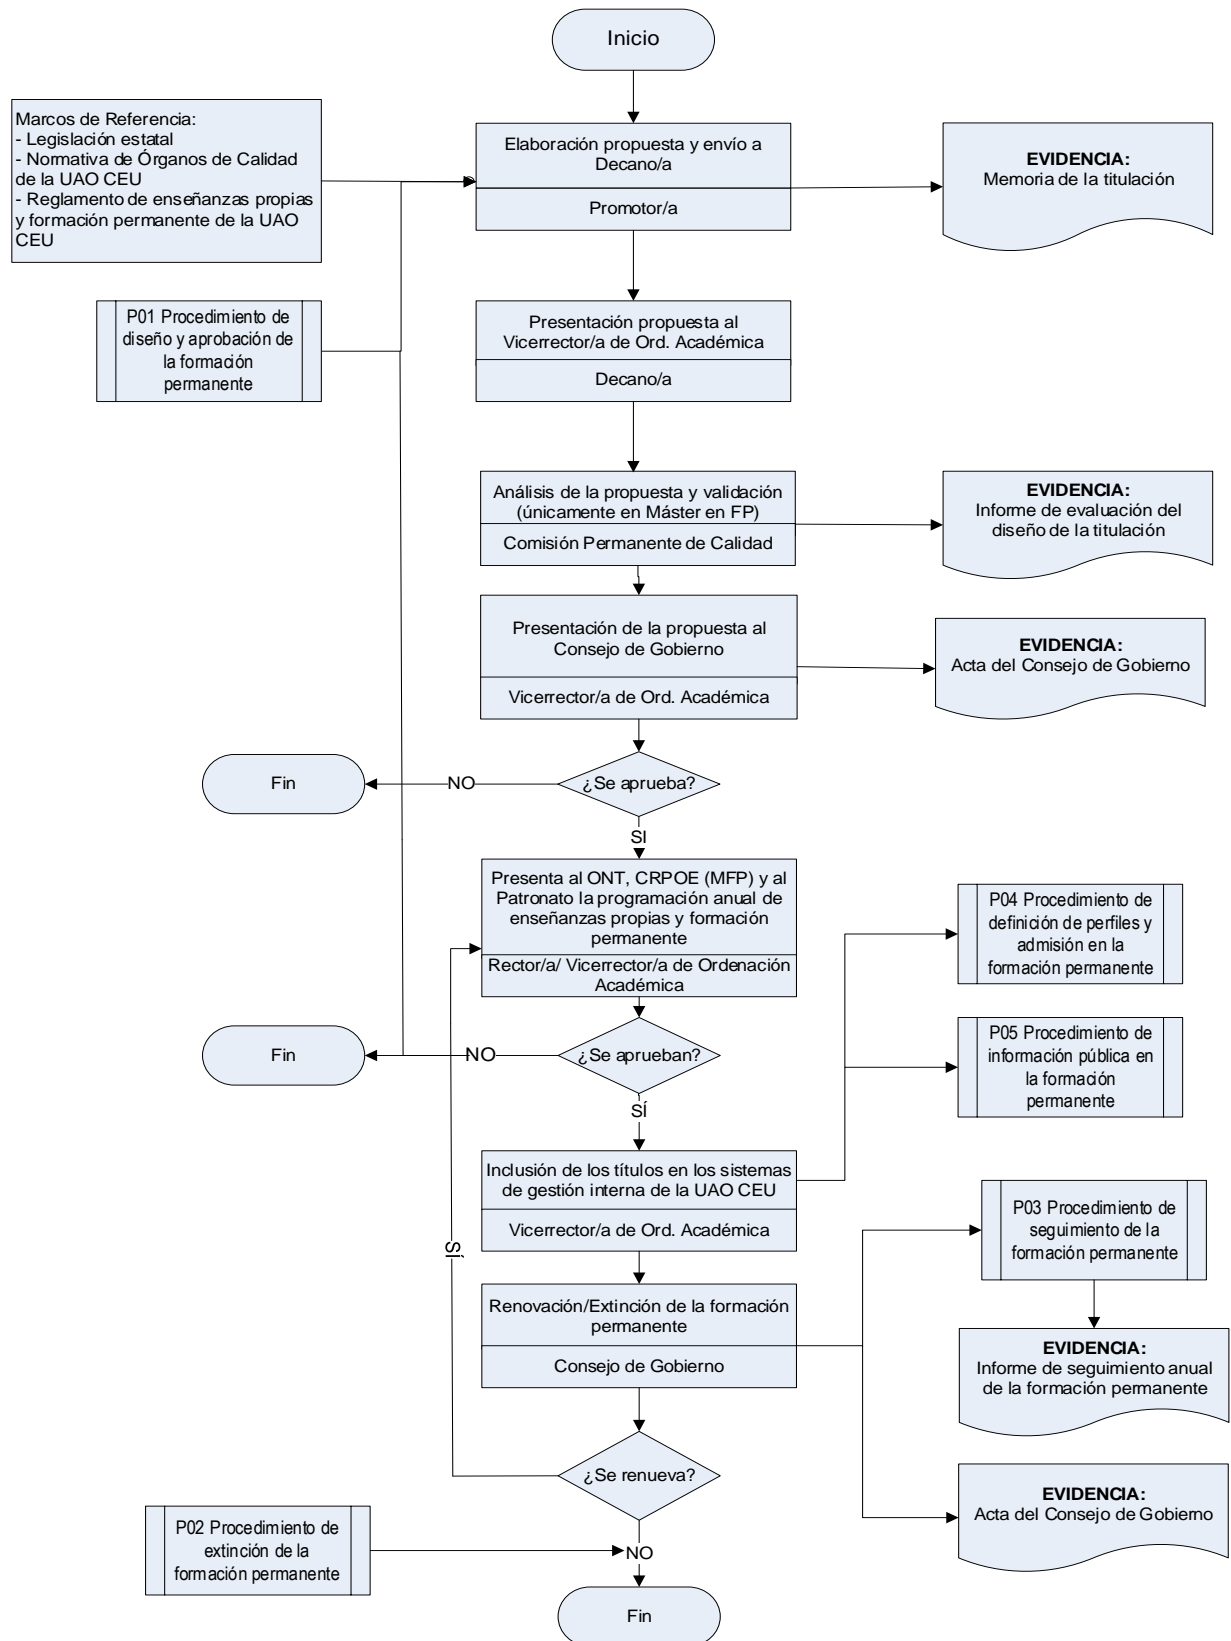 Inicio
Marcos de Referencia:
- Legislación estatal
- Normativa de Órganos de Calidad
de la UAO CEU
- Reglamento de enseñanzas propias
y formación permanente de la UAO
CEU
Elaboración propuesta y envío a
Decano/a
Promotor/a
EVIDENCIA:
Memoria de la titulación
P01 Procedimiento de
diseño y aprobación de
la formación
permanente
Presentación propuesta al
Vicerrector/a de Ord. Académica
Decano/a
Análisis de la propuesta y validación
(únicamente en Máster en FP)
Comisión Permanente de Calidad
EVIDENCIA:
Informe de evaluación del
diseño de la titulación
Presentación de la propuesta al
Consejo de Gobierno
Vicerrector/a de Ord. Académica
EVIDENCIA:
Acta del Consejo de Gobierno
Fin
NO
¿Se aprueba?
SI
Presenta al ONT, CRPOE (MFP) y al
Patronato la programación anual de
enseñanzas propias y formación
permanente
Rector/a/ Vicerrector/a de Ordenación
Académica
P04 Procedimiento de
definición de perfiles y
admisión en la
formación permanente
Fin
NO
¿Se aprueban?
SÍ
P05 Procedimiento de
información pública en
la formación
permanente
Inclusión de los títulos en los sistemas
de gestión interna de la UAO CEU
Vicerrector/a de Ord. Académica
P03 Procedimiento de
seguimiento de la
formación permanente
SÍ
Renovación/Extinción de la formación
permanente
Consejo de Gobierno
EVIDENCIA:
Informe de seguimiento anual
de la formación permanente
¿Se renueva?
EVIDENCIA:
Acta del Consejo de Gobierno
P02 Procedimiento de
extinción de la
formación permanente
NO
Fin